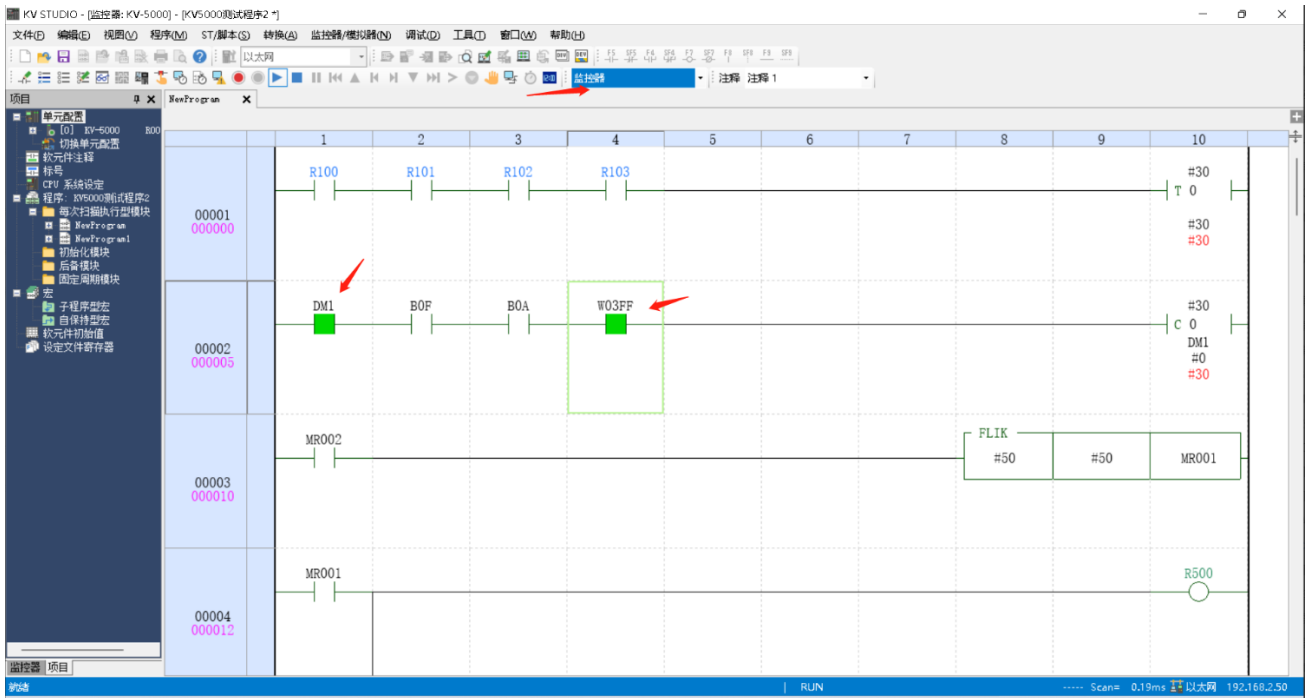 KV STUDIO - [监控器: KV-5000] - [KV5000测试程序2 *]
文件(F) 编辑(E) 视图(V) 程序(M) ST/脚本(S) 转换(A) 监控器/模拟器(N) 调试(D) 工具(T) 窗口(W) 帮助(H)
以太网
监控器 注释 注释 1
项目
NewProgram
单元配置
[0] KV-5000 R00
切换单元配置
软元件注释
标号
CPU 系统设定
程序: KV5000测试程序2
每次扫描执行型模块
NewProgram
NewProgram1
初始化模块
后备模块
固定周期模块
宏
子程序型宏
自保持型宏
软元件初始值
设定文件寄存器
监控器 项目
1 2 3 4 5 6 7 8 9 10
R100 R101 R102 R103 #30
T 0
00001
000000
#30
#30
DM1 B0F B0A W03FF #30
C 0
00002
000005
DM1
#0
#30
MR002
FLIK
#50 #50 MR001
00003
000010
MR001 R500
00004
000012
就绪 RUN ----- Scan= 0.19ms 以太网 192.168.2.50